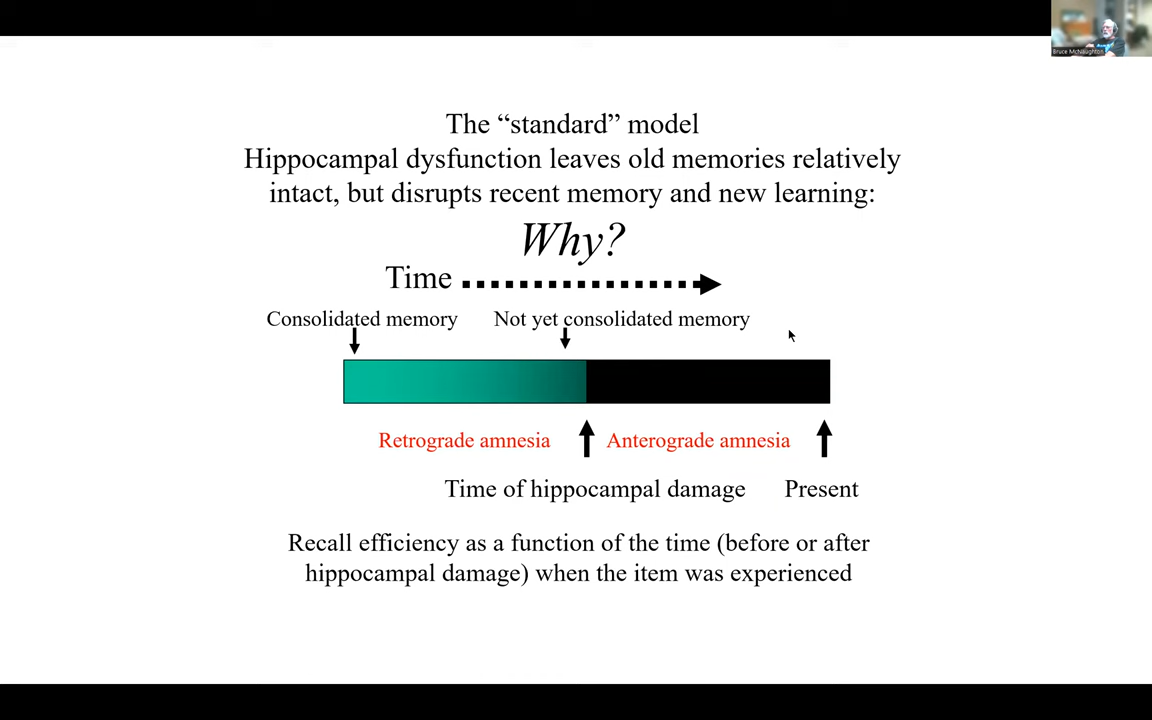 Bruce McNaughton
The “standard” model
Hippocampal dysfunction leaves old memories relatively
intact, but disrupts recent memory and new learning:
Why?
Time
Consolidated memory
Not yet consolidated memory
Retrograde amnesia
Anterograde amnesia
Time of hippocampal damage
Present
Recall efficiency as a function of the time (before or after
hippocampal damage) when the item was experienced